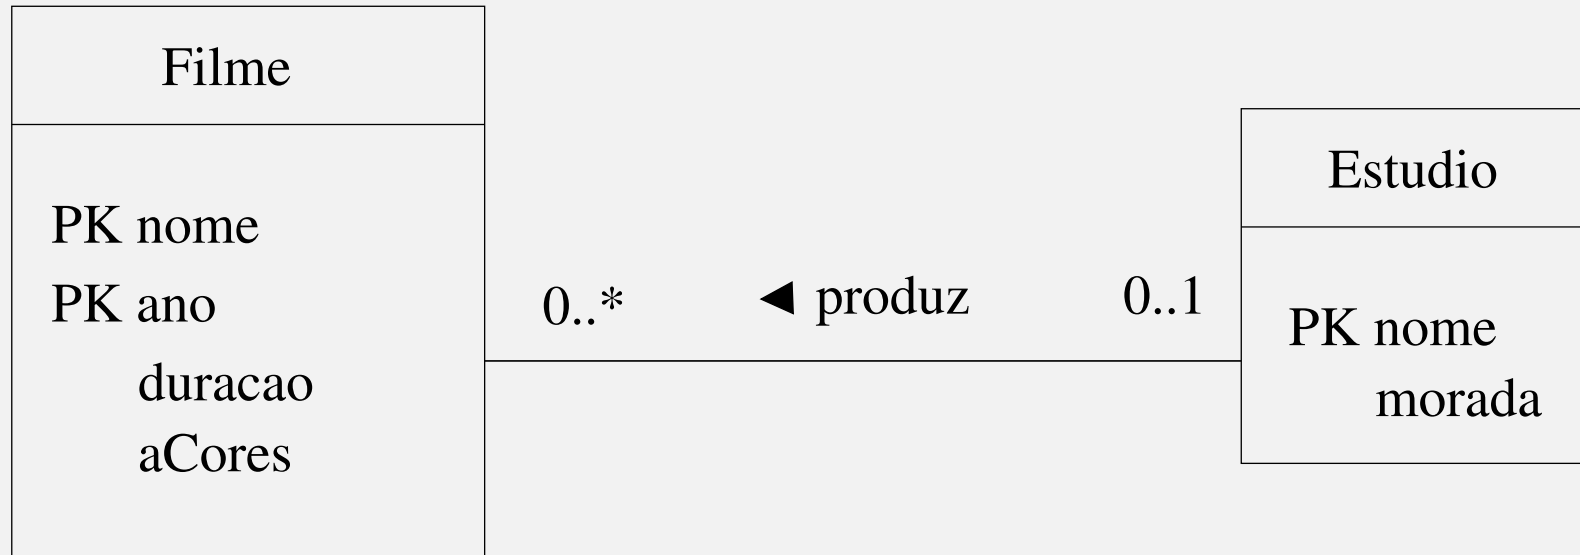 Filme
PK nome
PK ano
duracao
aCores
0..*
◄ produz
0..1
Estudio
PK nome
morada